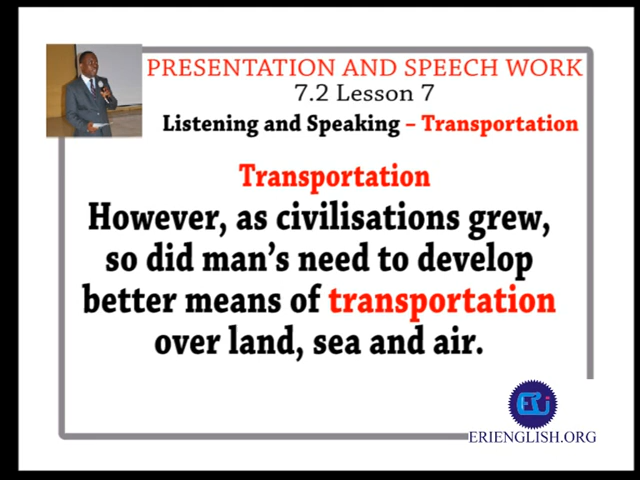 PRESENTATION AND SPEECH WORK
7.2 Lesson 7
Listening and Speaking – Transportation
Transportation
However, as civilisations grew,
so did man's need to develop
better means of transportation
over land, sea and air.
ERI
ERIENGLISH.ORG